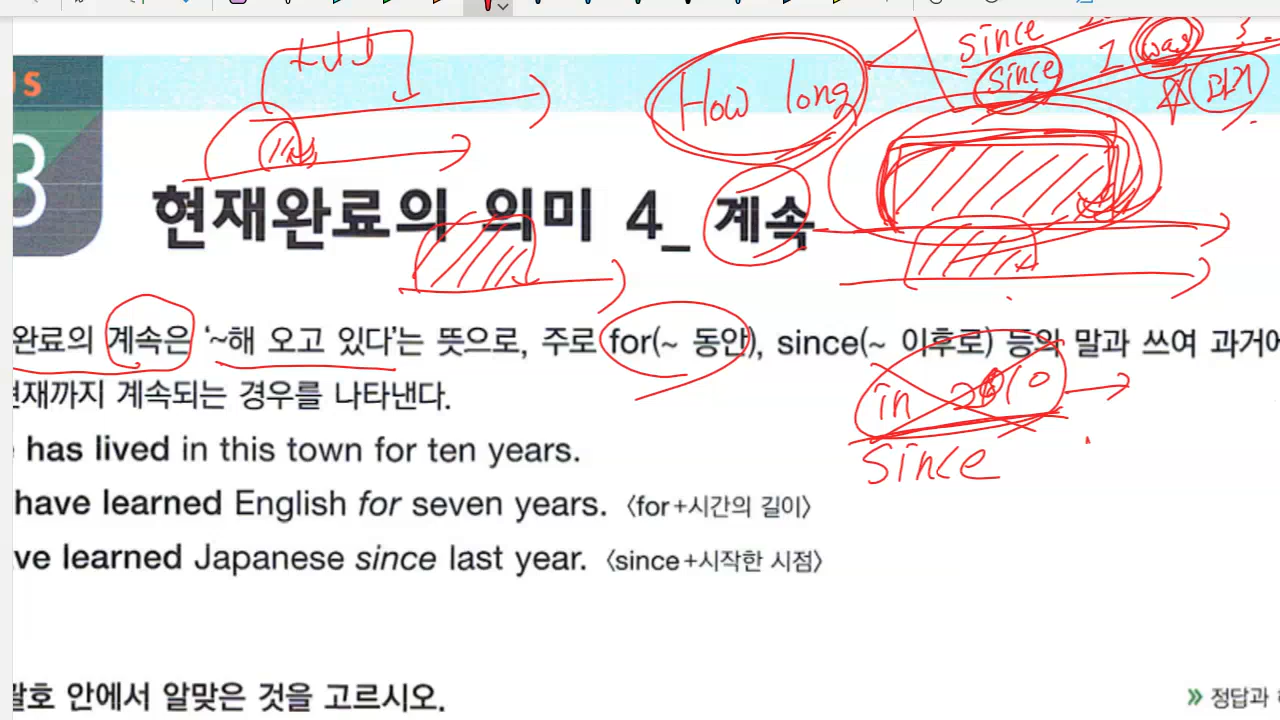 since
How long since I was 3.
과거
US
3
현재완료의 의미 4_ 계속
완료의 계속은 '~해 오고 있다'는 뜻으로, 주로 for(~ 동안), since(~ 이후로) 등의 말과 쓰여 과거에
현재까지 계속되는 경우를 나타낸다.
in 2010
has lived in this town for ten years.
since
have learned English for seven years. 〈for+시간의 길이〉
ve learned Japanese since last year. 〈since+시작한 시점〉
괄호 안에서 알맞은 것을 고르시오.
» 정답과